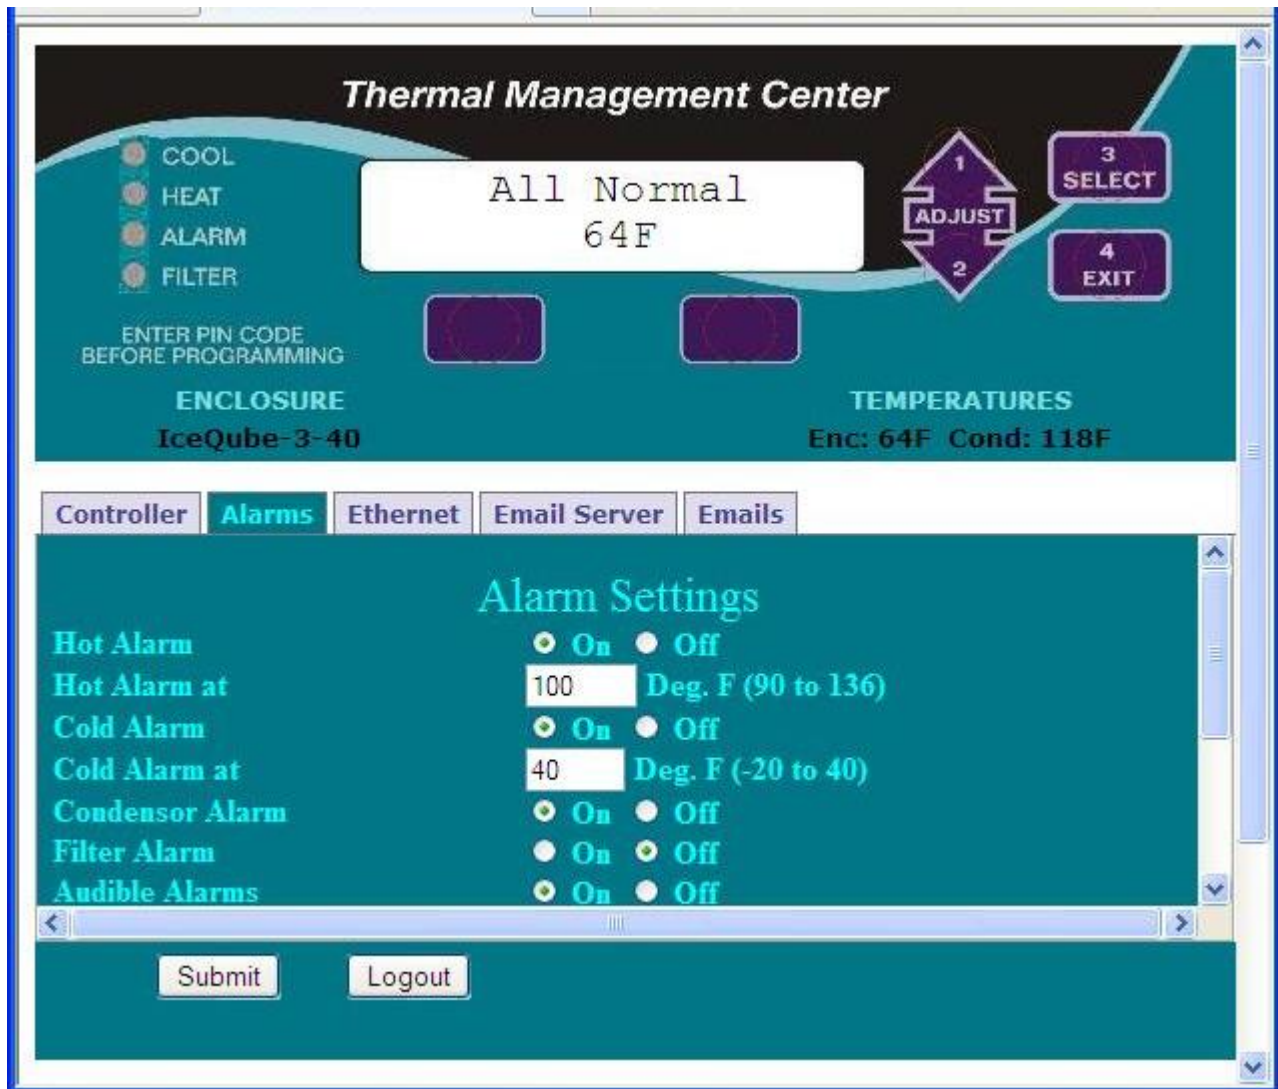 Thermal Management Center
COOL
HEAT
ALARM
FILTER
All Normal
64F
1
ADJUST
2
3
SELECT
4
EXIT
ENTER PIN CODE
BEFORE PROGRAMMING
ENCLOSURE
IceQube-3-40
TEMPERATURES
Enc: 64F Cond: 118F
Controller Alarms Ethernet Email Server Emails
Alarm Settings
Hot Alarm On Off
Hot Alarm at 100 Deg. F (90 to 136)
Cold Alarm On Off
Cold Alarm at 40 Deg. F (-20 to 40)
Condensor Alarm On Off
Filter Alarm On Off
Audible Alarms On Off
Submit Logout